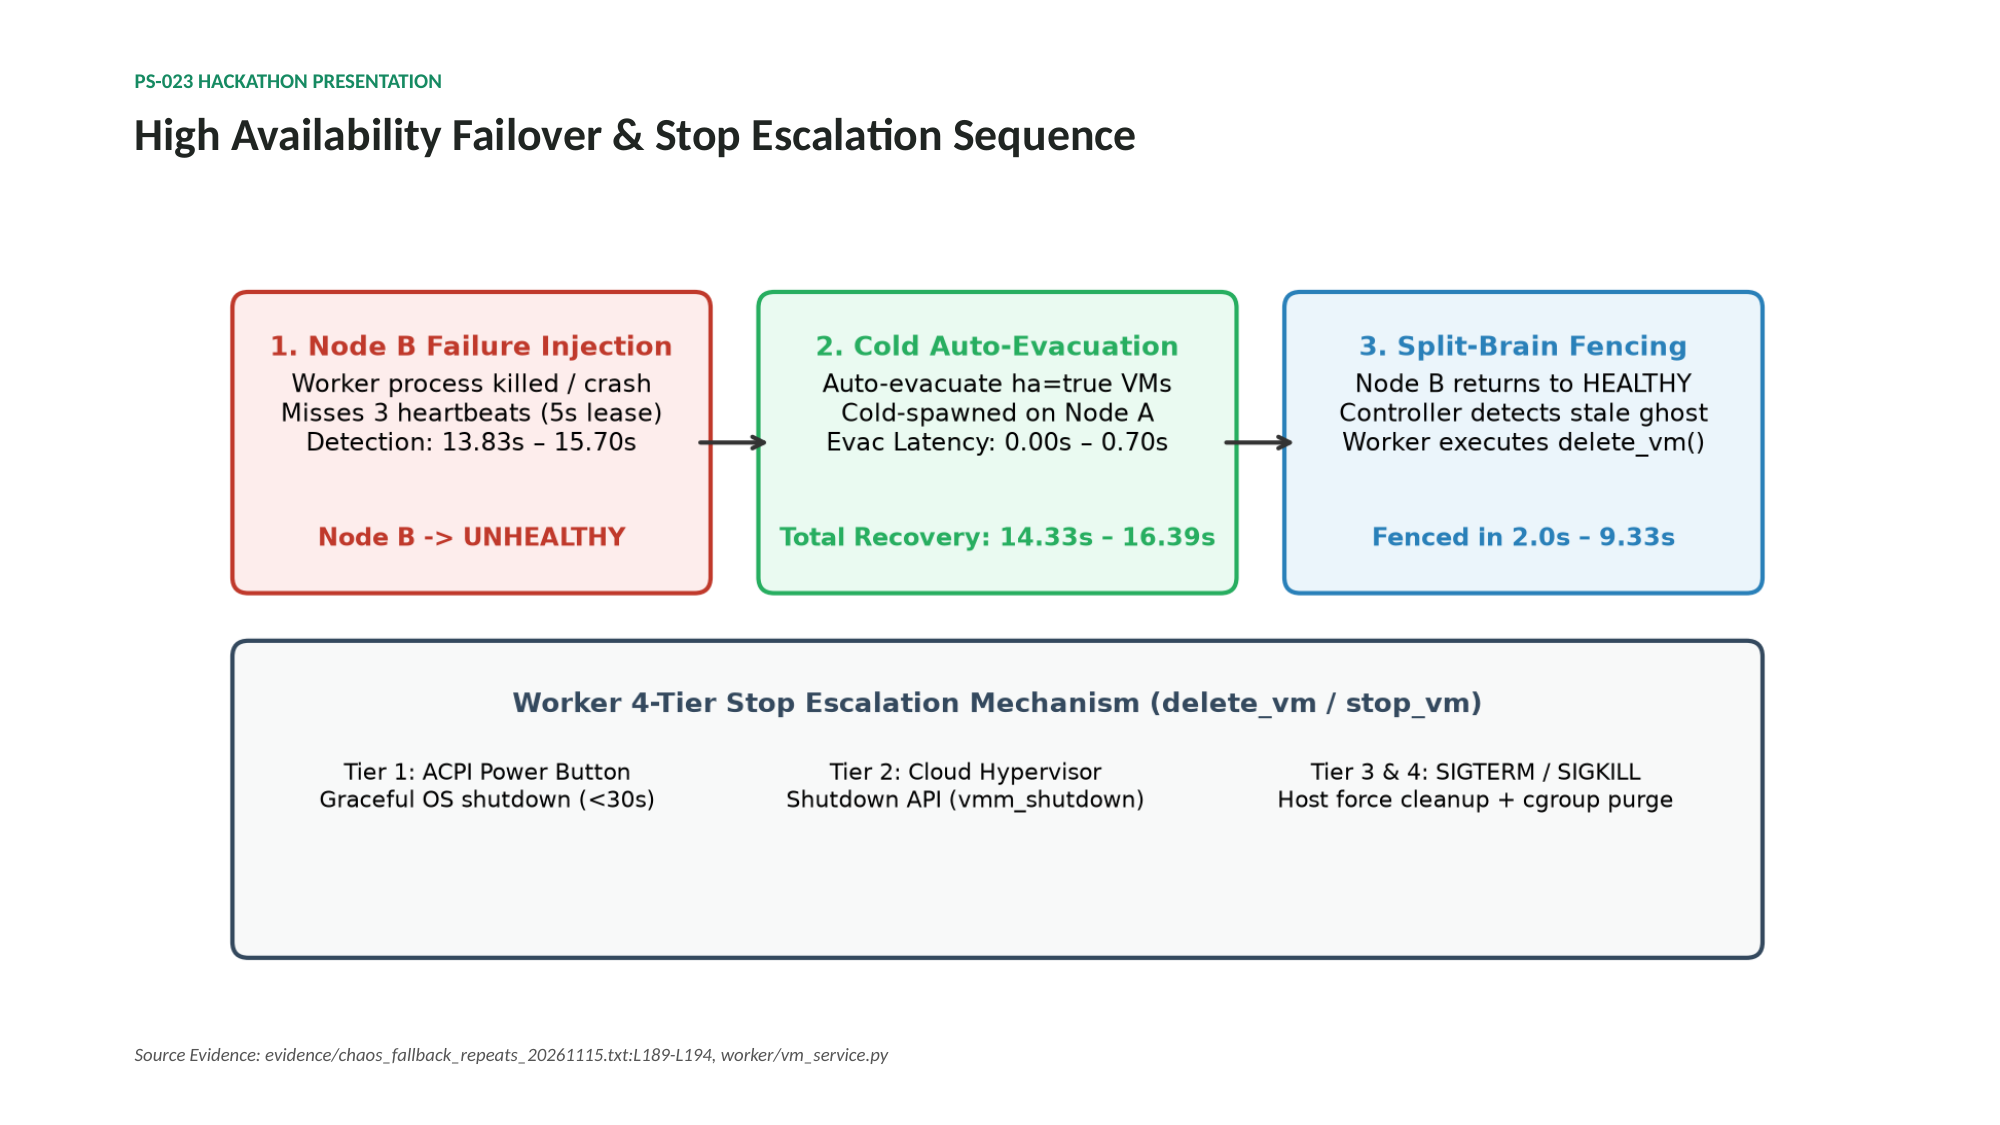 PS-023 HACKATHON PRESENTATION
High Availability Failover & Stop Escalation Sequence
1. Node B Failure Injection
Worker process killed / crash
Misses 3 heartbeats (5s lease)
Detection: 13.83s – 15.70s
Node B -> UNHEALTHY
2. Cold Auto-Evacuation
Auto-evacuate ha=true VMs
Cold-spawned on Node A
Evac Latency: 0.00s – 0.70s
Total Recovery: 14.33s – 16.39s
3. Split-Brain Fencing
Node B returns to HEALTHY
Controller detects stale ghost
Worker executes delete_vm()
Fenced in 2.0s – 9.33s
Worker 4-Tier Stop Escalation Mechanism (delete_vm / stop_vm)
Tier 1: ACPI Power Button
Graceful OS shutdown (<30s)
Tier 2: Cloud Hypervisor
Shutdown API (vmm_shutdown)
Tier 3 & 4: SIGTERM / SIGKILL
Host force cleanup + cgroup purge
Source Evidence: evidence/chaos_fallback_repeats_20261115.txt:L189-L194, worker/vm_service.py